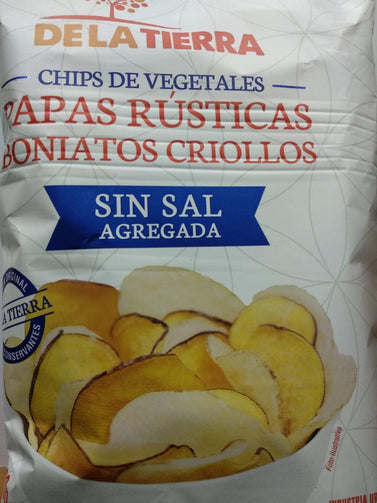 DE LA TIERRA
CHIPS DE VEGETALES
PAPAS RÚSTICAS
BONIATOS CRIOLLOS
SIN SAL
AGREGADA
ORIGINAL
LA TIERRA
CONSERVANTES
Foto ilustrativa
INDUSTRIA